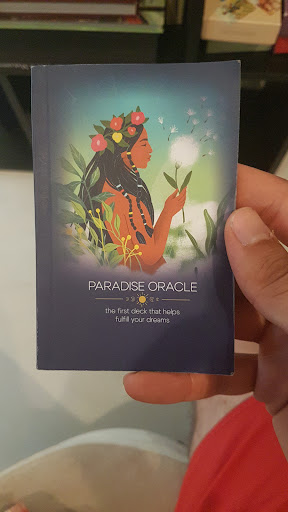 PARADISE ORACLE
the first deck that helps
fulfill your dreams